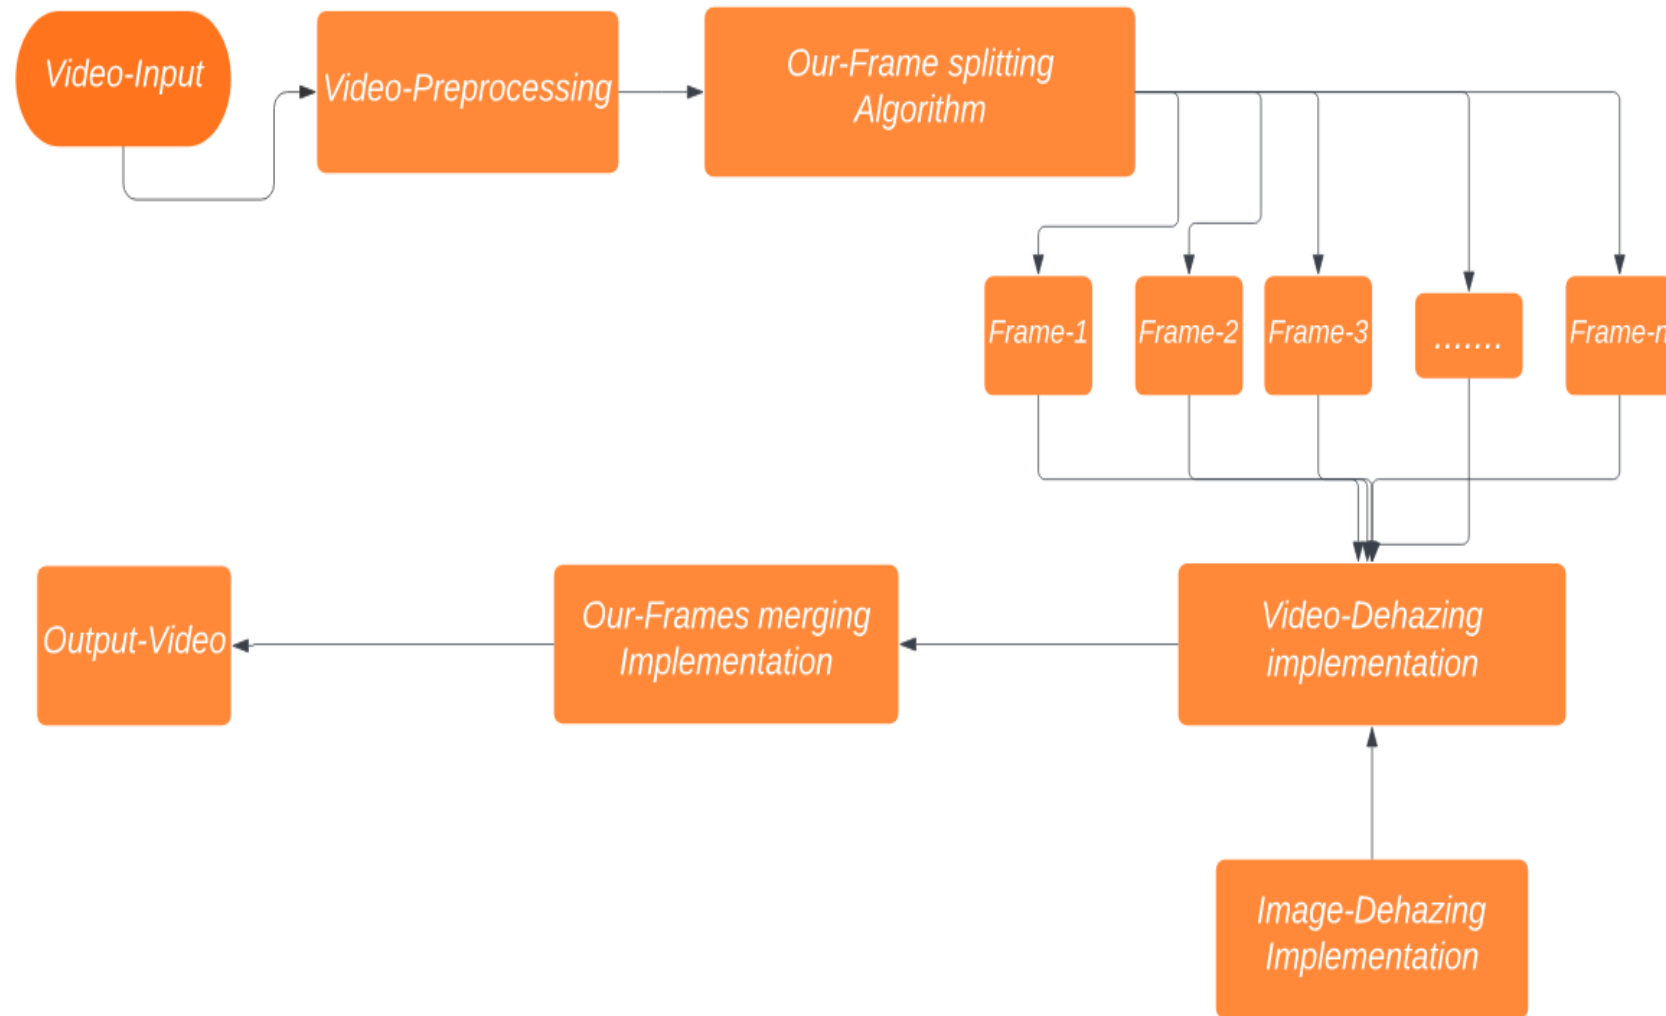 Video-Input
Video-Preprocessing
Our-Frame splitting
Algorithm
Frame-1
Frame-2
Frame-3
.......
Frame-n
Output-Video
Our-Frames merging
Implementation
Video-Dehazing
implementation
Image-Dehazing
Implementation